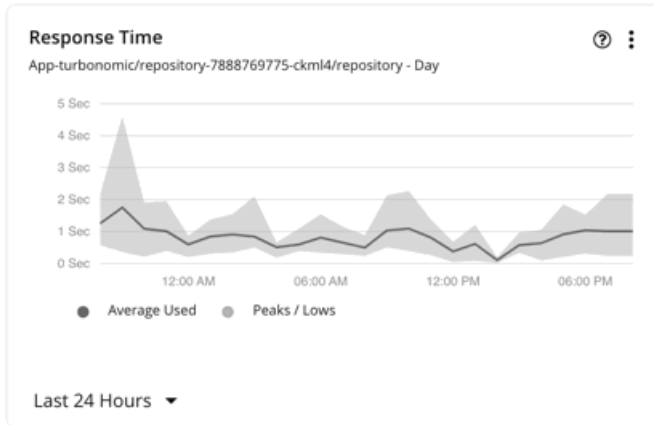 Response Time
App-turbonomic/repository-7888769775-ckml4/repository - Day
5 Sec
4 Sec
3 Sec
2 Sec
1 Sec
0 Sec
12:00 AM 06:00 AM 12:00 PM 06:00 PM
Average Used Peaks / Lows
Last 24 Hours